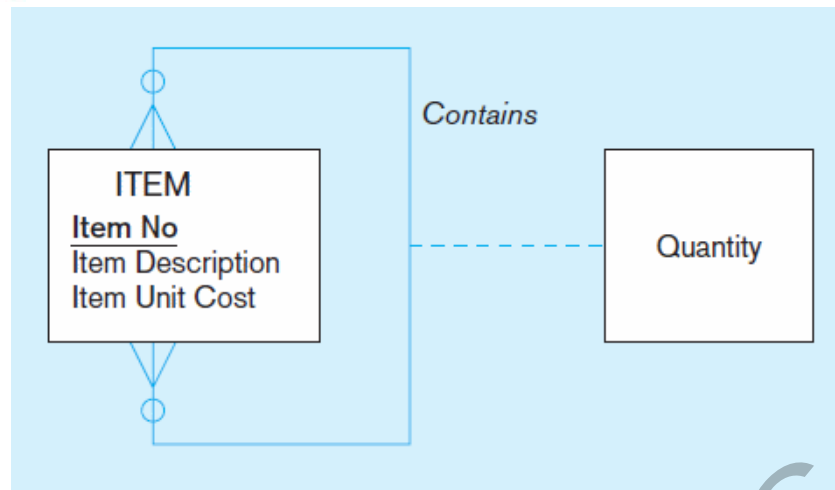 Contains
ITEM
Item No
Item Description
Item Unit Cost
Quantity